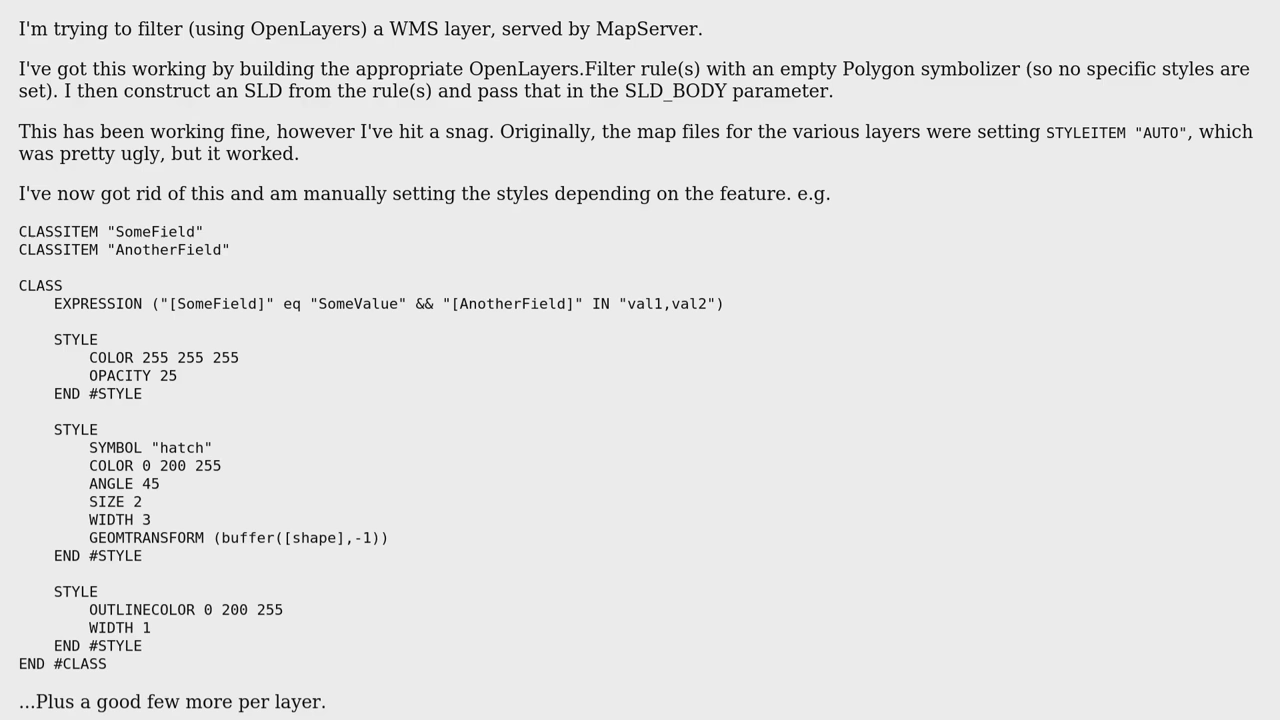 I'm trying to filter (using OpenLayers) a WMS layer, served by MapServer.
I've got this working by building the appropriate OpenLayers.Filter rule(s) with an empty Polygon symbolizer (so no specific styles are
set). I then construct an SLD from the rule(s) and pass that in the SLD_BODY parameter.
This has been working fine, however I've hit a snag. Originally, the map files for the various layers were setting STYLEITEM "AUTO", which
was pretty ugly, but it worked.
I've now got rid of this and am manually setting the styles depending on the feature. e.g.
CLASSITEM "SomeField"
CLASSITEM "AnotherField"
CLASS
    EXPRESSION ("[SomeField]" eq "SomeValue" && "[AnotherField]" IN "val1,val2")
    STYLE
        COLOR 255 255 255
        OPACITY 25
    END #STYLE
    STYLE
        SYMBOL "hatch"
        COLOR 0 200 255
        ANGLE 45
        SIZE 2
        WIDTH 3
        GEOMTRANSFORM (buffer([shape],-1))
    END #STYLE
    STYLE
        OUTLINECOLOR 0 200 255
        WIDTH 1
    END #STYLE
END #CLASS
...Plus a good few more per layer.